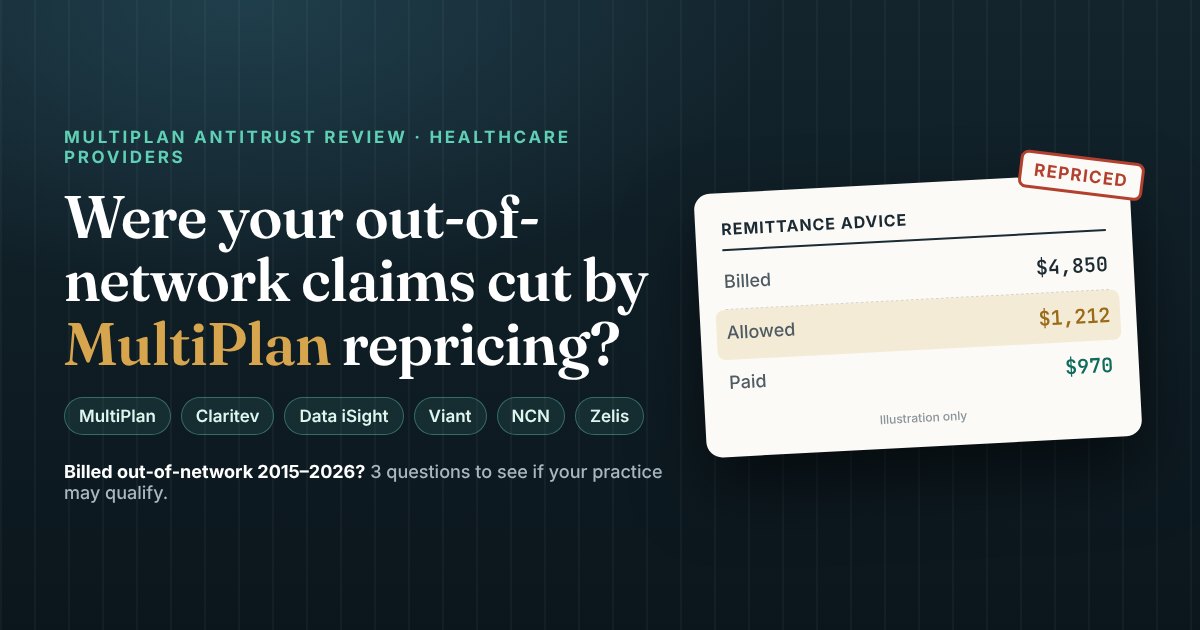 MULTIPLAN ANTITRUST REVIEW · HEALTHCARE
PROVIDERS
Were your out-of-
network claims cut by
MultiPlan repricing?
MultiPlan
Claritev
Data iSight
Viant
NCN
Zelis
Billed out-of-network 2015–2026? 3 questions to see if your practice
may qualify.
REPRICED
REMITTANCE ADVICE
Billed $4,850
Allowed $1,212
Paid $970
Illustration only